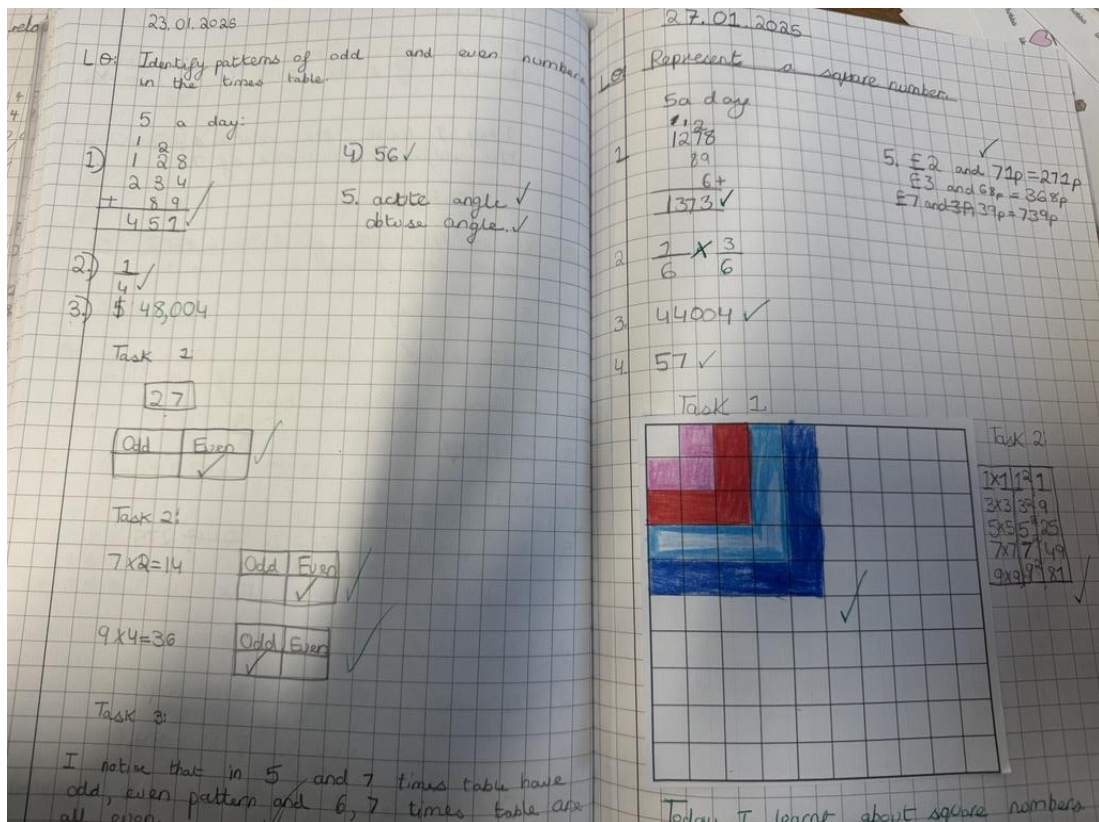 23.01.2025
LO: Identify patterns of odd and even numbers
in the times table.
5 a day:
1 2
1) 1 2 8
2 3 4
+ 8 9
4 5 1
2) 1/4
3) $ 48,004
4) 56
5. acute angle
obtuse angle.
Task 1
27
Odd Even
Task 2:
7x2=14
Odd Even
9x4=36
Odd Even
Task 3:
I notice that in 5 and 7 times table have
odd, even pattern and 6, 7 times table are
all even.
27.01.2025
LO Represent a square number.
5a day
1 1278
89
6+
1373
2 1/6 3/6
3. 44004
4. 57
5. £2 and 71p = 271p
£3 and 68p = 368p
£7 and 39p = 739p
Task 1
Task 2:
1x1 1² 1
3x3 3² 9
5x5 5² 25
7x7 7² 49
9x9 9² 81
Today I learnt about square numbers